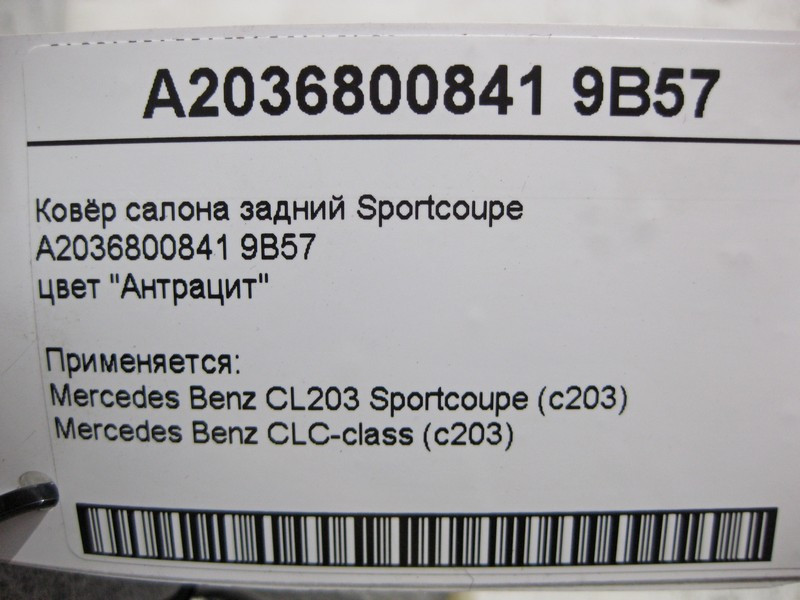 A2036800841 9B57
Ковёр салона задний Sportcoupe
A2036800841 9B57
цвет "Антрацит"
Применяется:
Mercedes Benz CL203 Sportcoupe (c203)
Mercedes Benz CLC-class (c203)